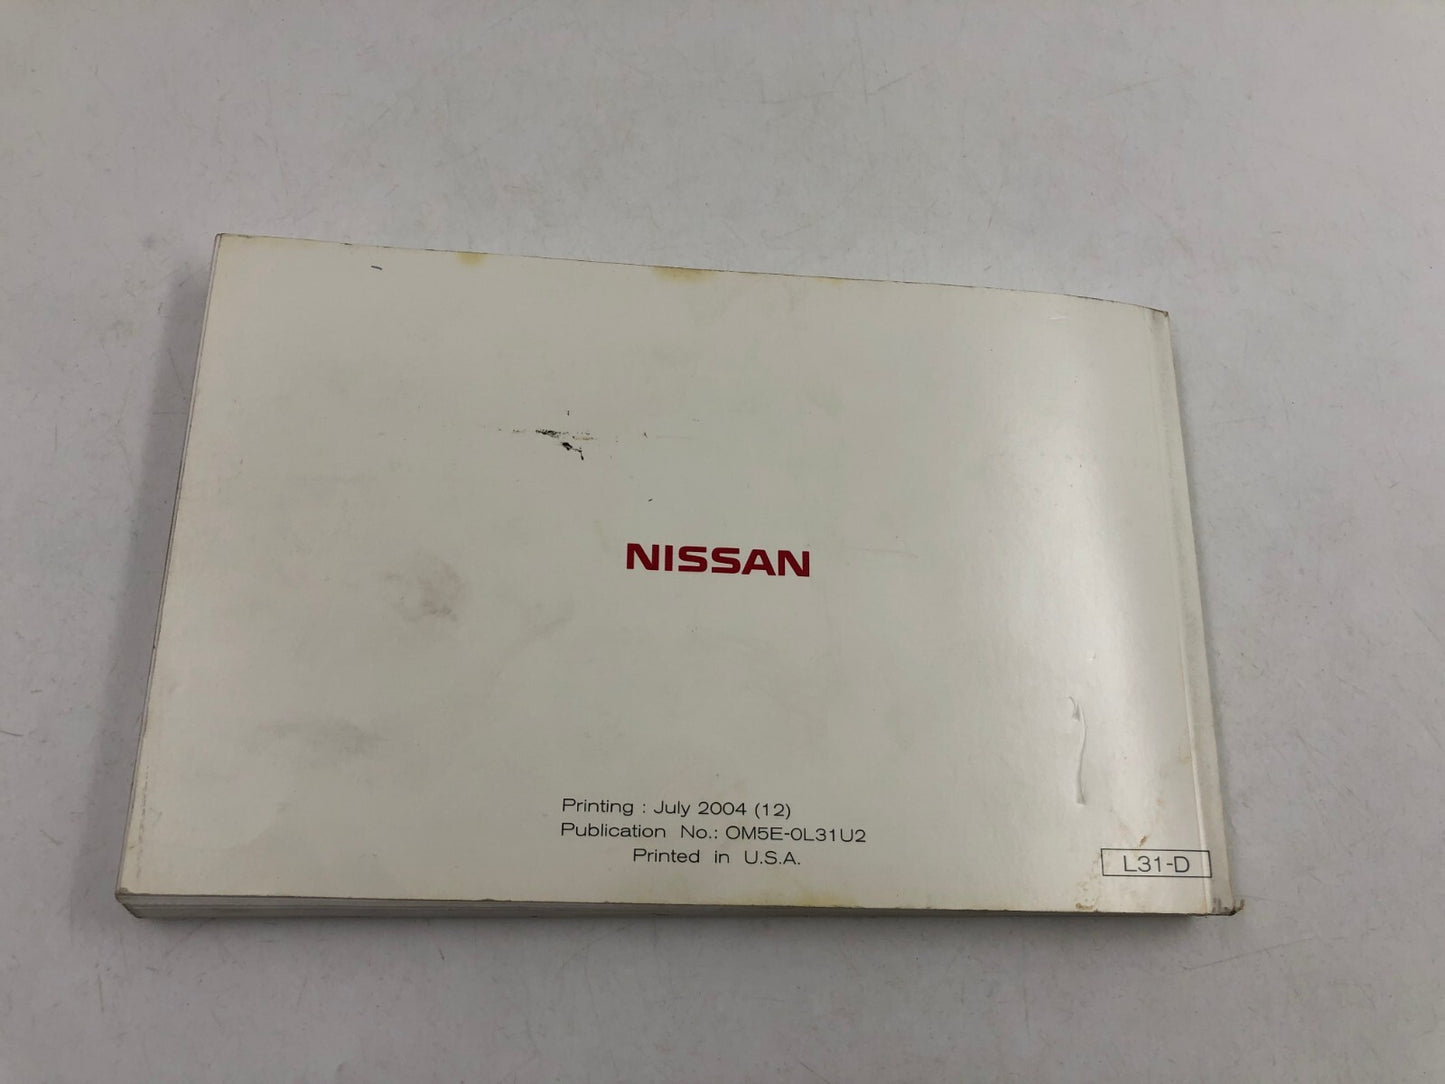 NISSAN
Printing : July 2004 (12)
Publication No.: OM5E-0L31U2
Printed in U.S.A.
L31-D